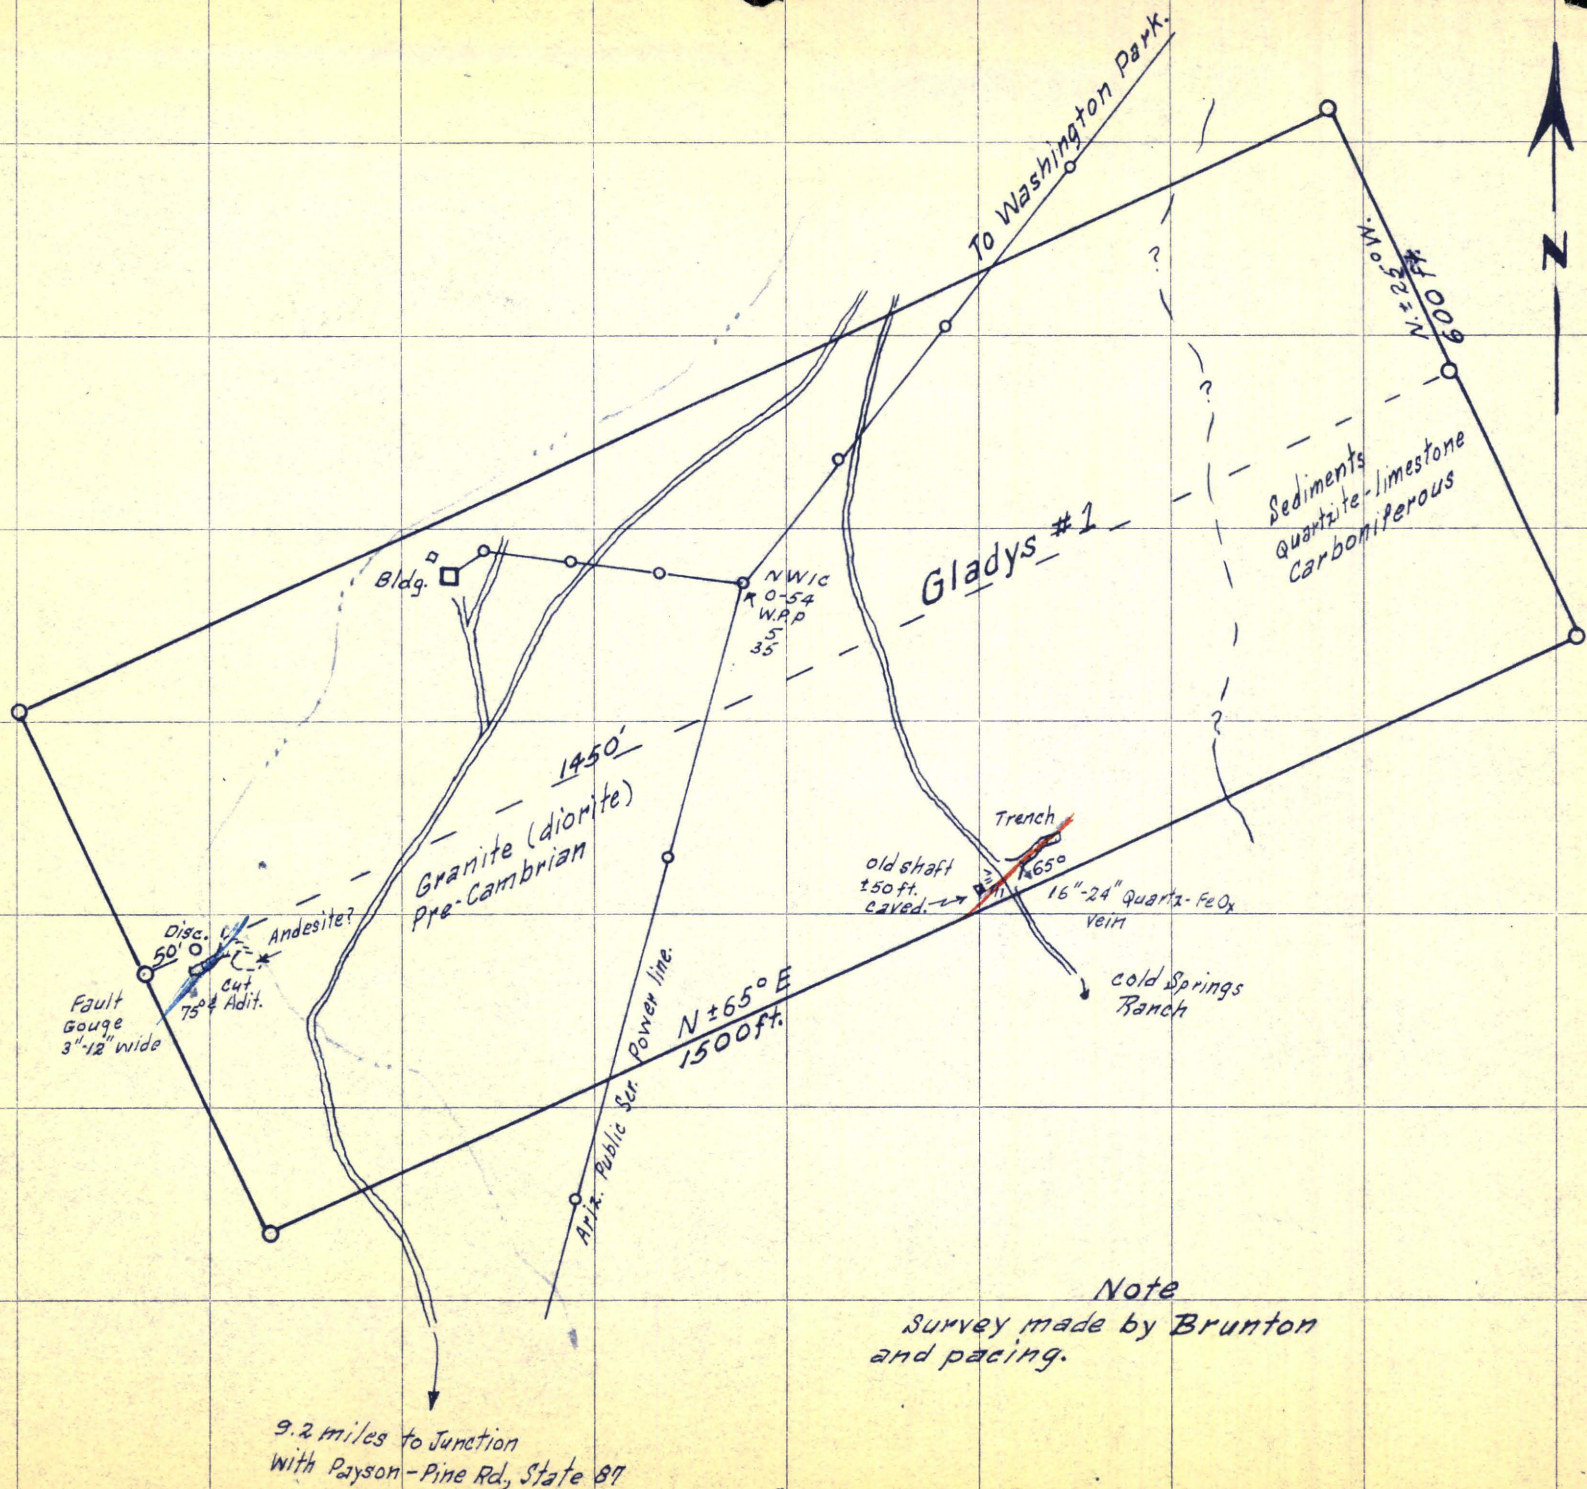 To Washington Park.
N
N. ± 25° W.
600 ft.
Bldg.
NW1C
0-54
W.P.P
5
35
Gladys #1
Sediments
Quartzite-limestone
Carboniferous
1450'
Granite (diorite)
Pre-Cambrian
Trench
old shaft
±50 ft.
caved.
65°
16"-24" Quartz-FeOx
vein
Disc.
50'
Andesite?
Cut
& Adit.
75°
Fault
Gouge
3"-12" wide
cold Springs
Ranch
N ±65° E
1500 ft.
Ariz. Public Ser. Power line.
Note
Survey made by Brunton
and pacing.
9.2 miles to Junction
with Payson-Pine Rd., State 87
?
?
?
?